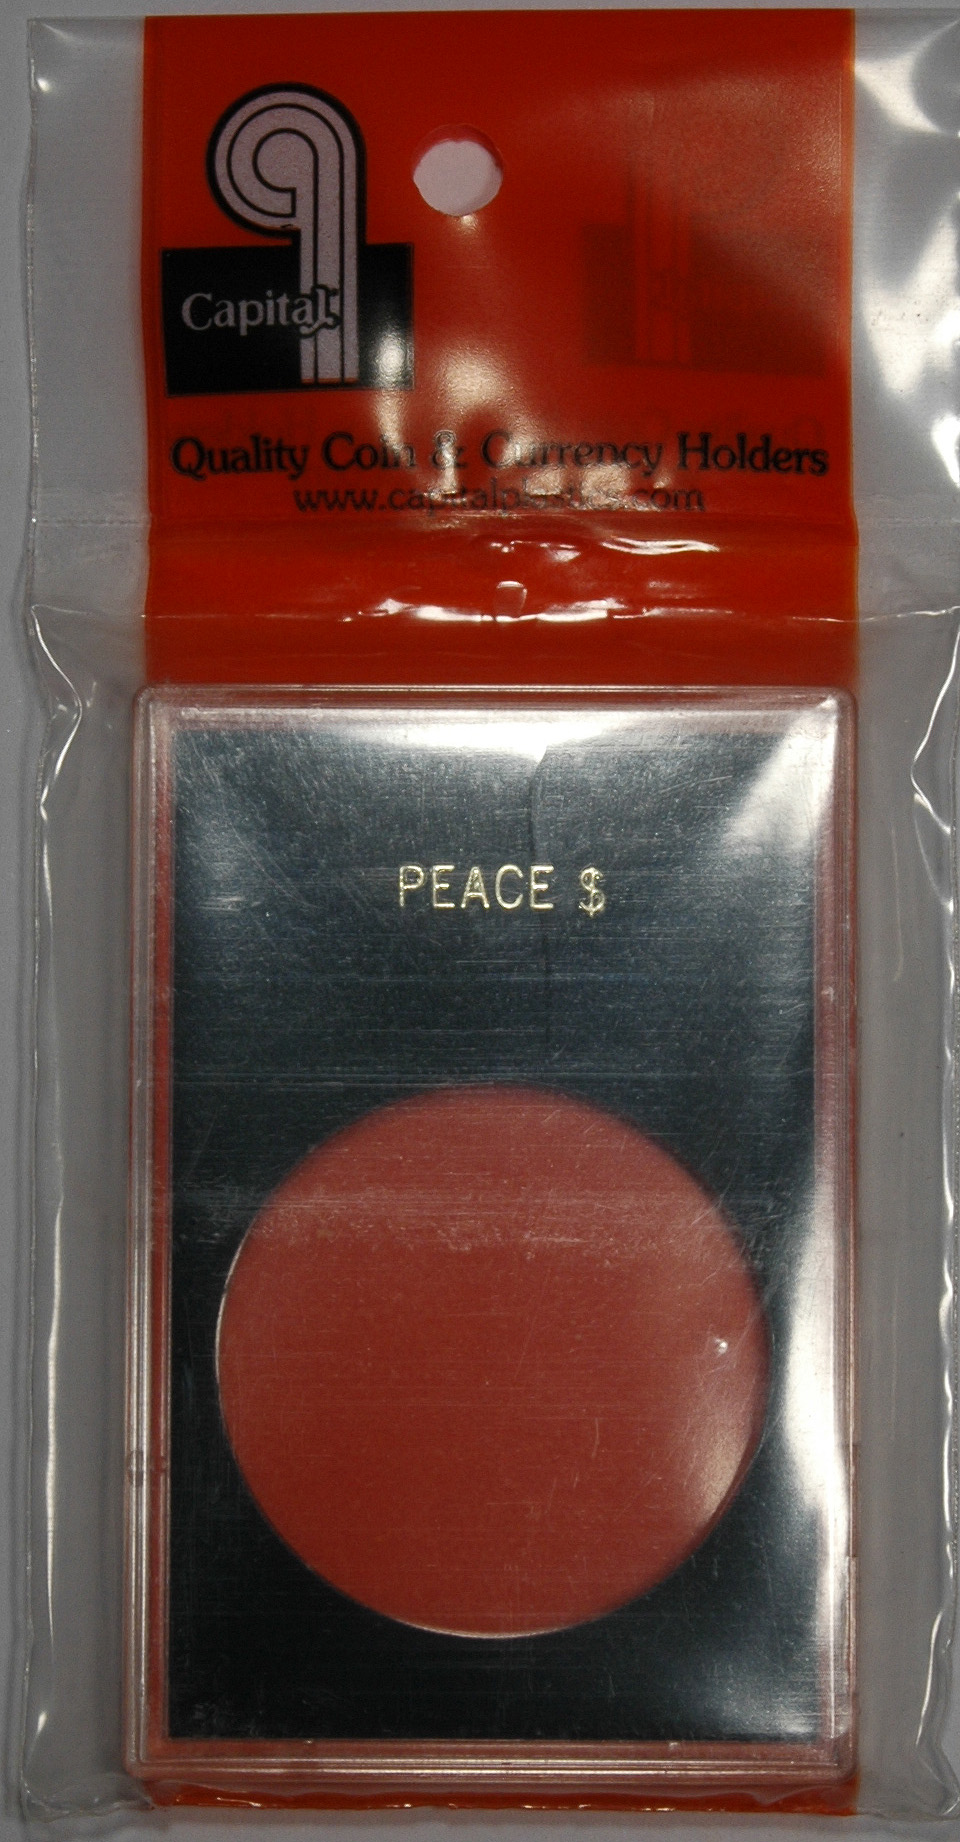 Capital
Quality Coin & Currency Holders
www.capitalplastics.com
PEACE $